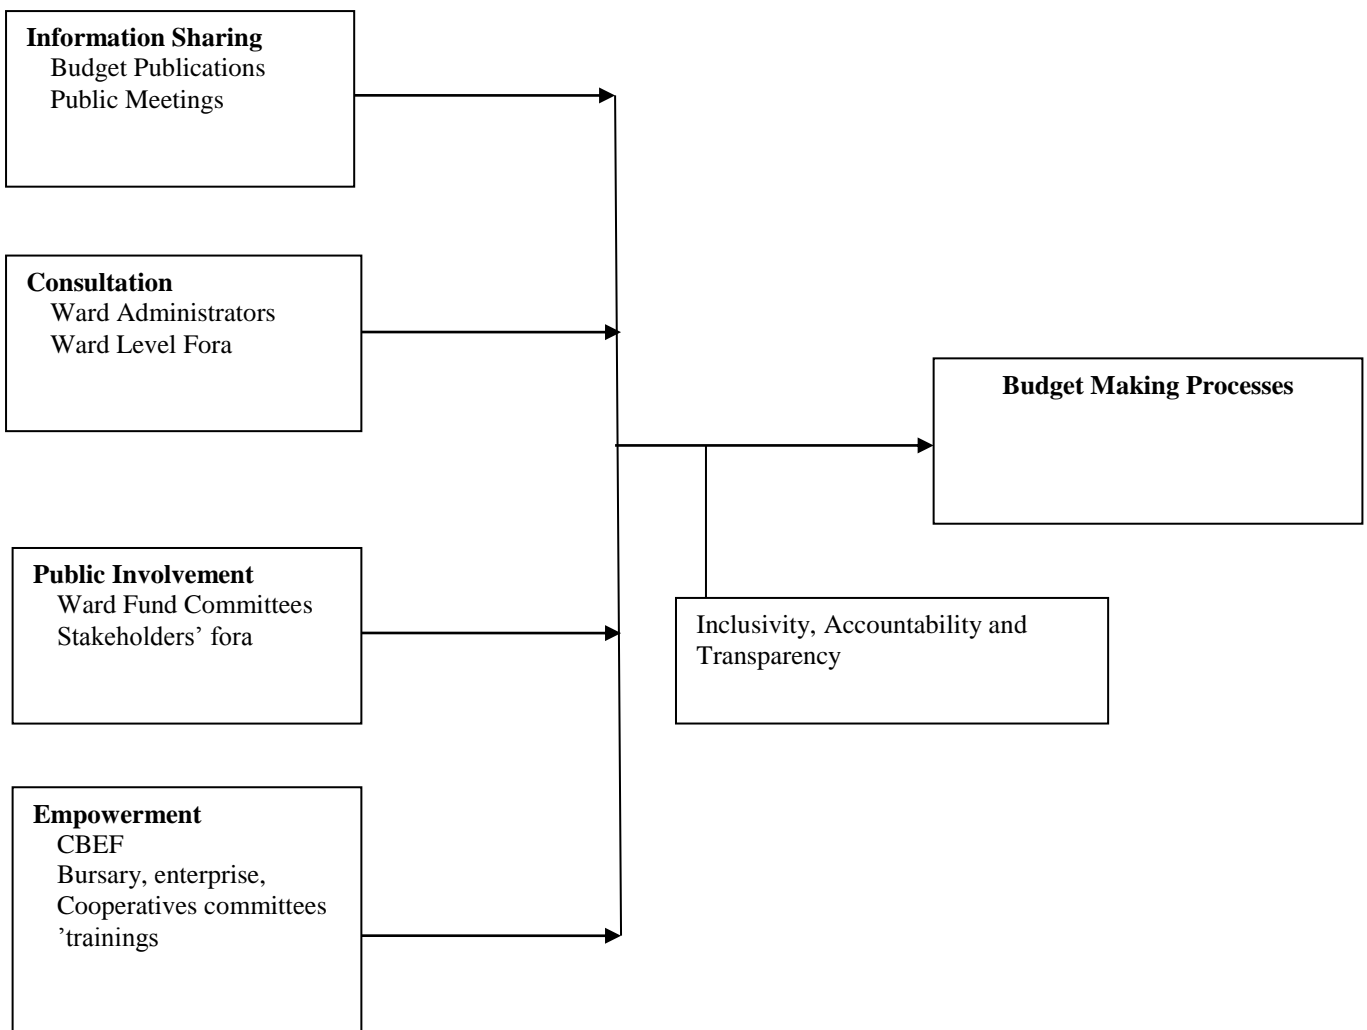 Information Sharing
Budget Publications
Public Meetings
Consultation
Ward Administrators
Ward Level Fora
Budget Making Processes
Public Involvement
Ward Fund Committees
Stakeholders’ fora
Inclusivity, Accountability and
Transparency
Empowerment
CBEF
Bursary, enterprise,
Cooperatives committees
’trainings